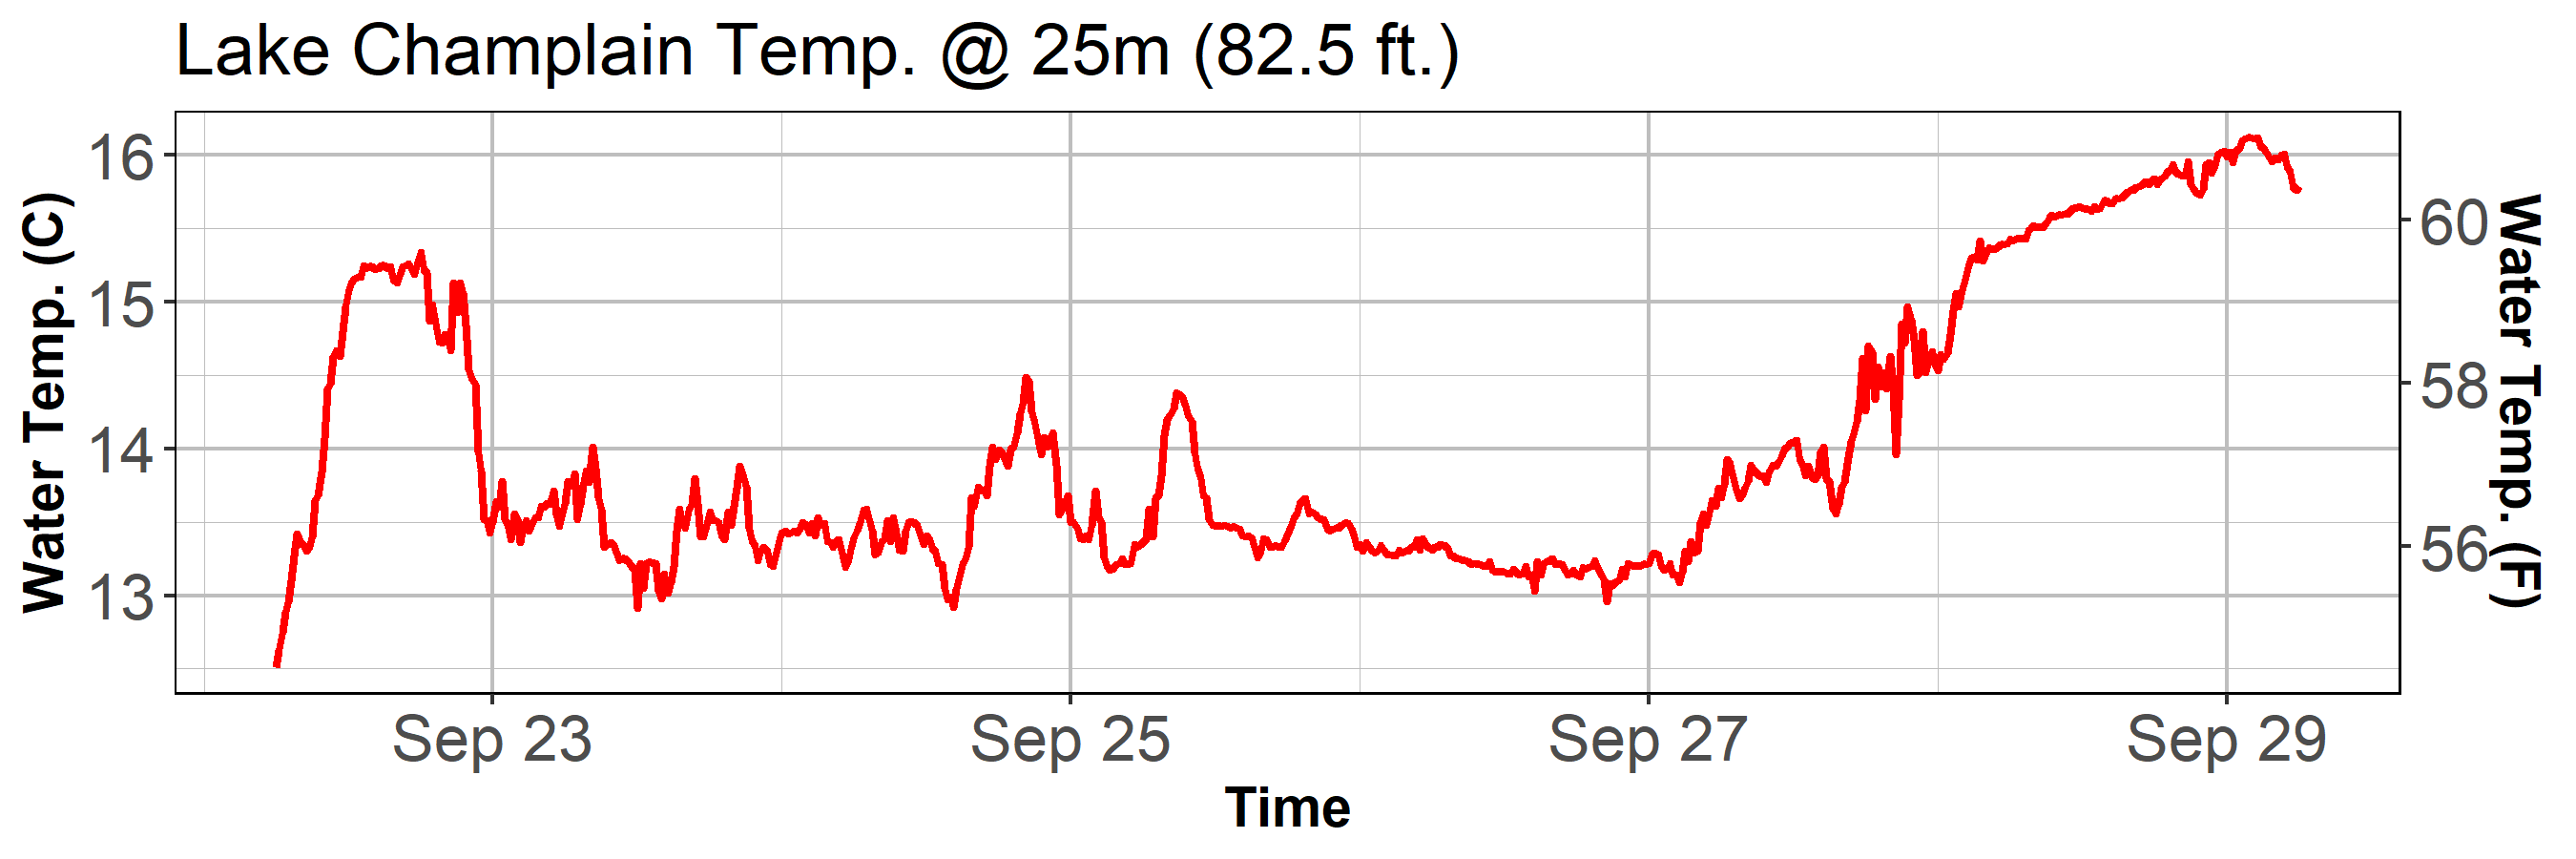 Lake Champlain Temp. @ 25m (82.5 ft.)
Water Temp. (C)
16
15
14
13
60
58
56
Water Temp. (F)
Sep 23 Sep 25 Sep 27 Sep 29
Time